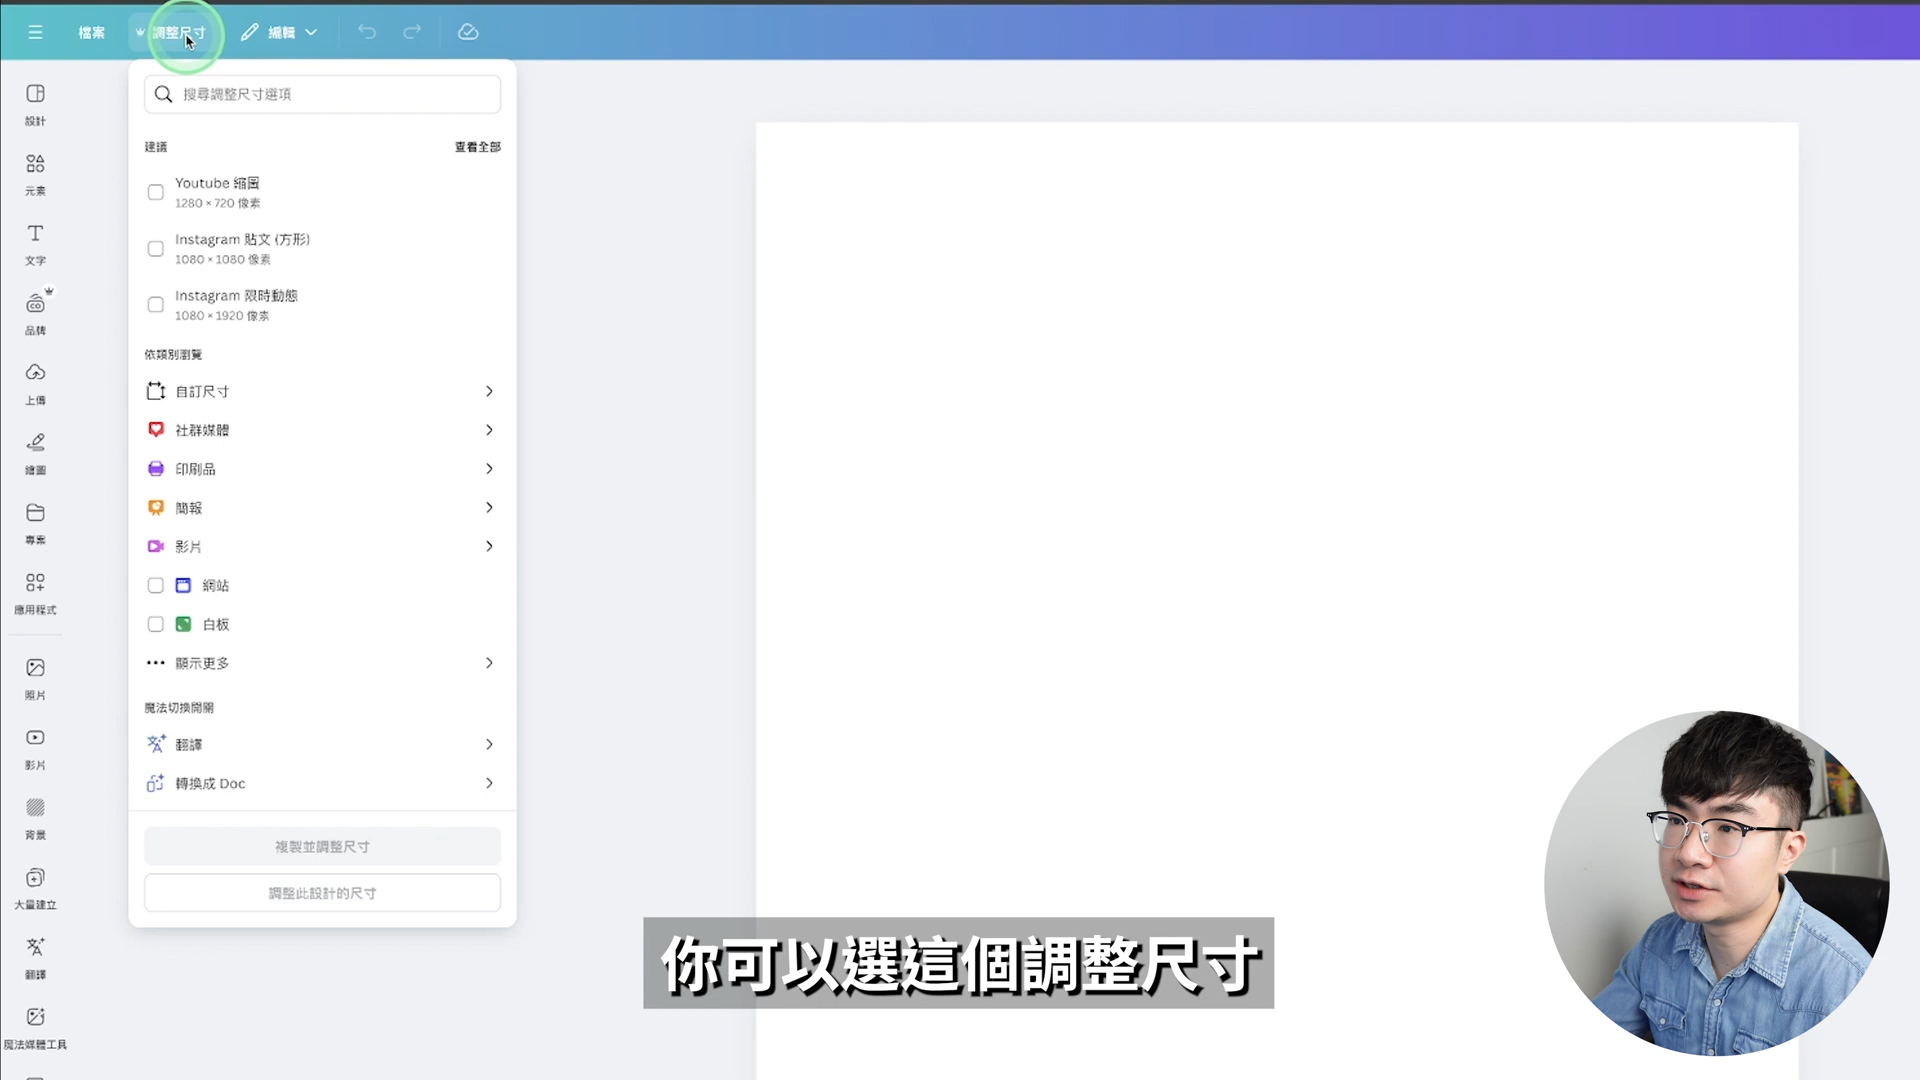 檔案
調整尺寸
編輯
設計
元素
文字
品牌
上傳
繪圖
專案
應用程式
照片
影片
背景
大量建立
翻譯
魔法媒體工具
搜尋調整尺寸選項
建議
查看全部
Youtube 縮圖
1280 × 720 像素
Instagram 貼文 (方形)
1080 × 1080 像素
Instagram 限時動態
1080 × 1920 像素
依類別瀏覽
自訂尺寸
社群媒體
印刷品
簡報
影片
網站
白板
顯示更多
魔法切換開關
翻譯
轉換成 Doc
複製並調整尺寸
調整此設計的尺寸
你可以選這個調整尺寸